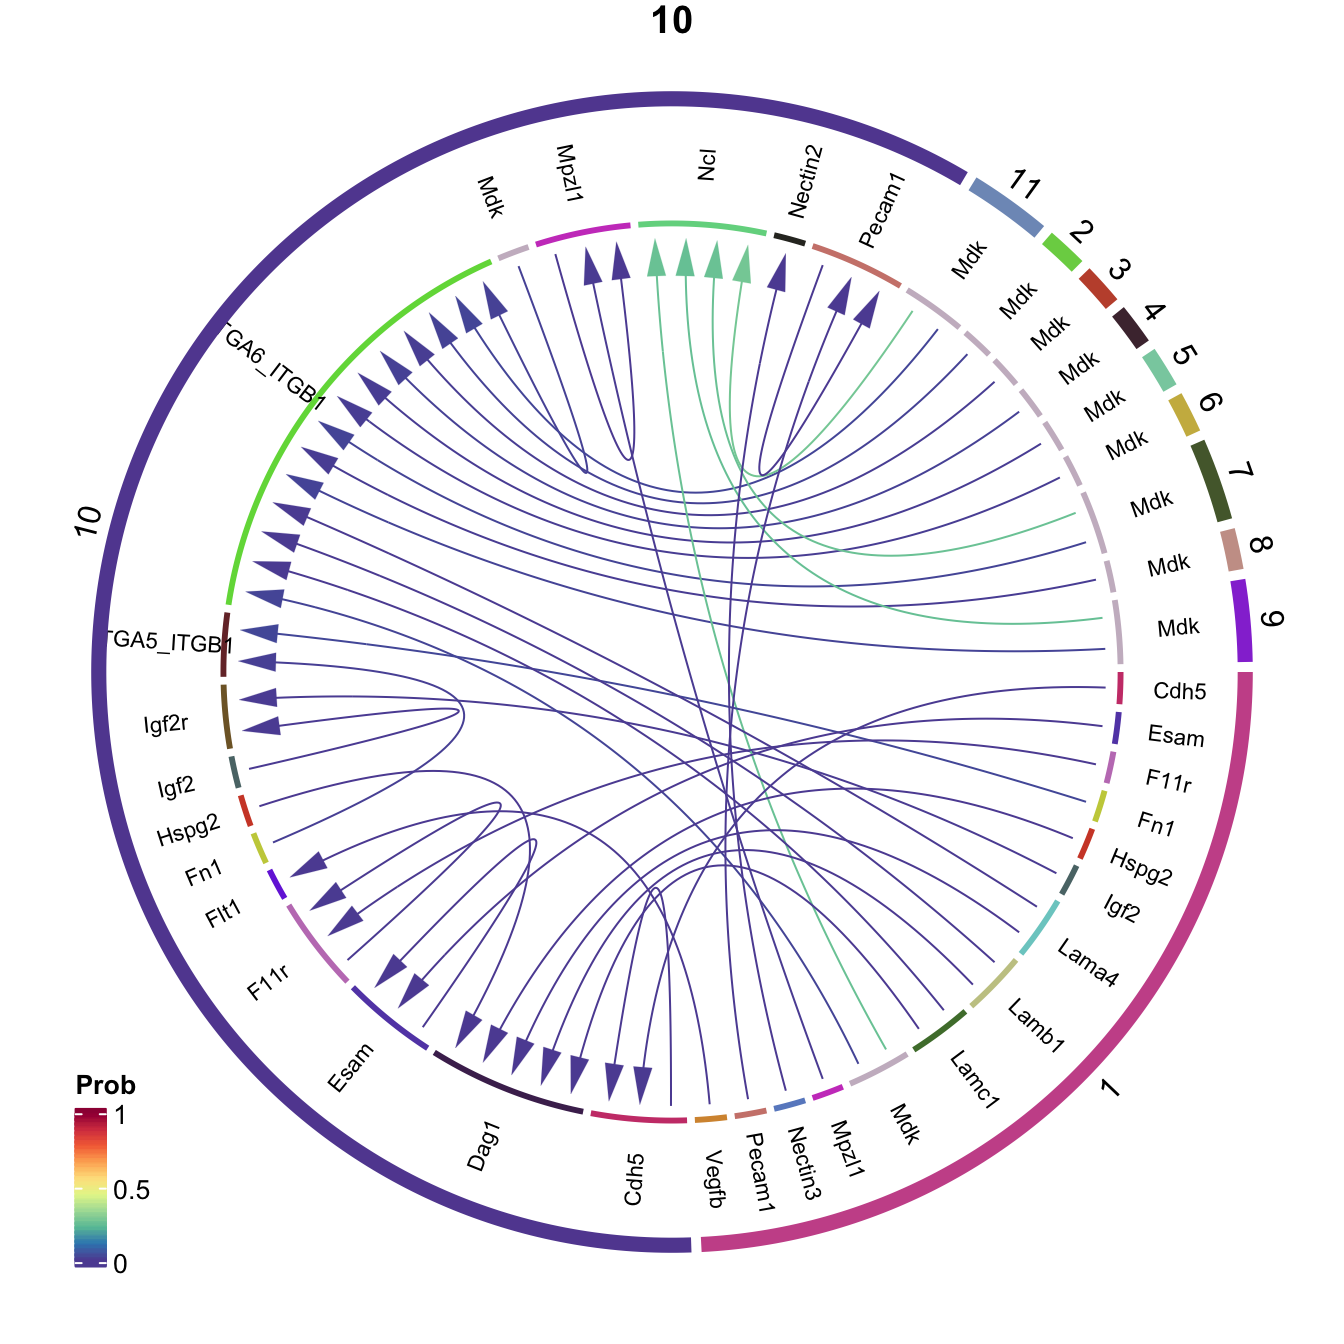 10
Mdk
Mpzl1
Ncl
Nectin2
Pecam1
11
2
3
4
5
6
7
8
9
Mdk
Mdk
Mdk
Mdk
Mdk
Mdk
Mdk
Mdk
Mdk
Cdh5
Esam
F11r
Fn1
Hspg2
Igf2
Lama4
Lamb1
Lamc1
Mdk
Mpzl1
Nectin3
Pecam1
Vegfb
1
Cdh5
Dag1
Esam
F11r
Flt1
Fn1
Hspg2
Igf2
Igf2r
TGA5_ITGB1
TGA6_ITGB1
10
Prob
1
0.5
0